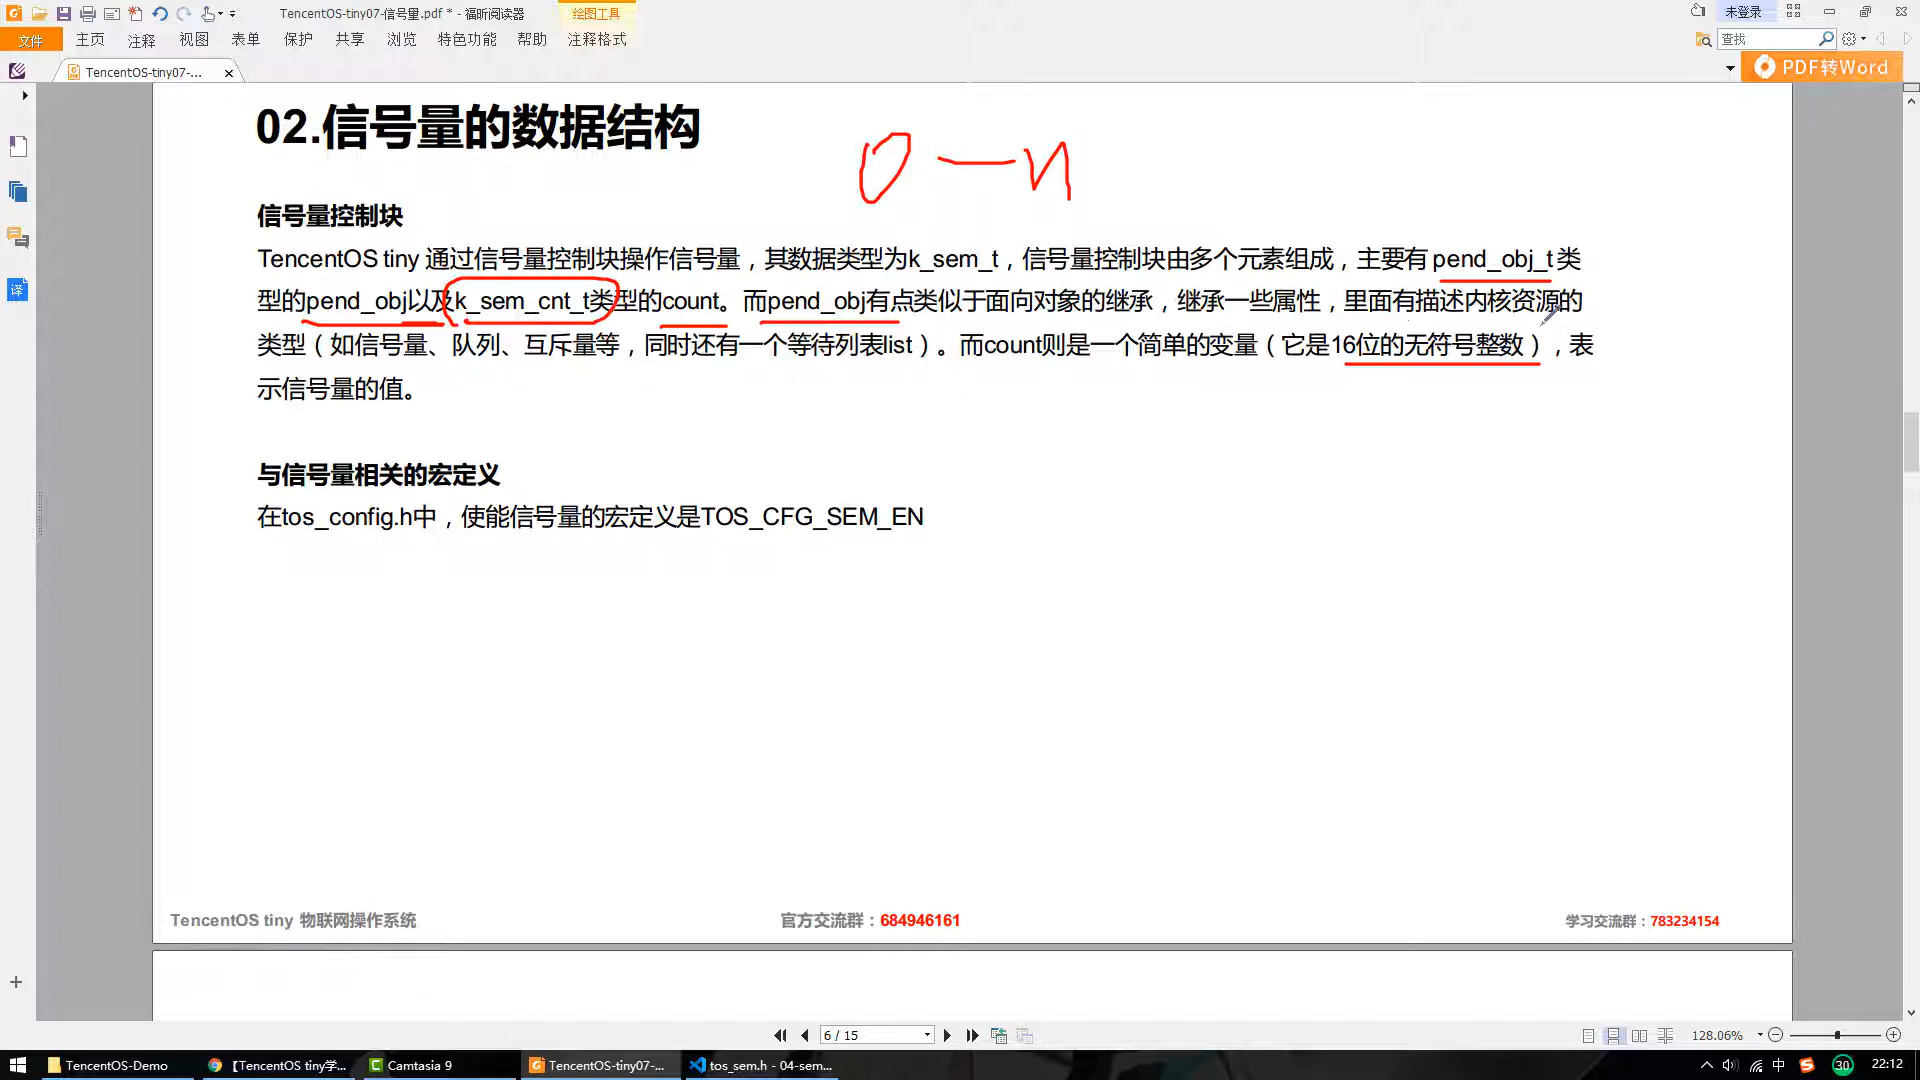 TencentOS-tiny07-信号量.pdf * - 福昕阅读器
绘图工具
未登录
文件 主页 注释 视图 表单 保护 共享 浏览 特色功能 帮助 注释格式
查找
TencentOS-tiny07-...
PDF转Word
译
02.信号量的数据结构
0 — n
信号量控制块
TencentOS tiny 通过信号量控制块操作信号量，其数据类型为k_sem_t，信号量控制块由多个元素组成，主要有 pend_obj_t 类
型的pend_obj以及k_sem_cnt_t类型的count。而pend_obj有点类似于面向对象的继承，继承一些属性，里面有描述内核资源的
类型（如信号量、队列、互斥量等，同时还有一个等待列表list）。而count则是一个简单的变量（它是16位的无符号整数），表
示信号量的值。
与信号量相关的宏定义
在tos_config.h中，使能信号量的宏定义是TOS_CFG_SEM_EN
TencentOS tiny 物联网操作系统
官方交流群：684946161
学习交流群：783234154
6 / 15
128.06%
TencentOS-Demo
【TencentOS tiny学...
Camtasia 9
TencentOS-tiny07-...
tos_sem.h - 04-sem...
中
30
22:12